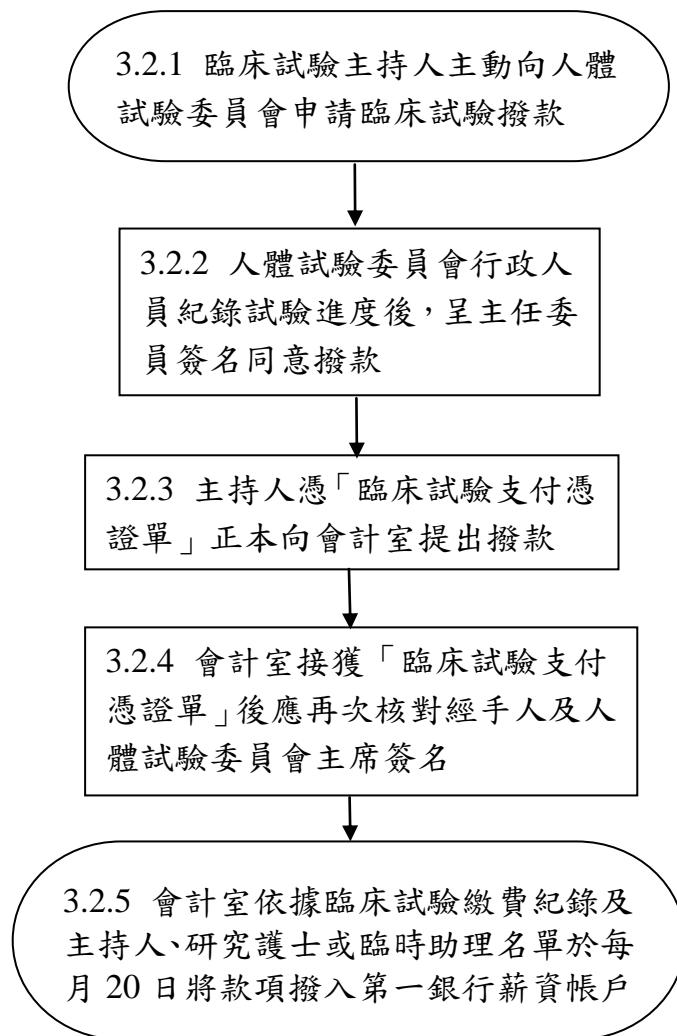 3.2.1 臨床試驗主持人主動向人體
試驗委員會申請臨床試驗撥款
3.2.2 人體試驗委員會行政人
員紀錄試驗進度後，呈主任委
員簽名同意撥款
3.2.3 主持人憑「臨床試驗支付憑
證單」正本向會計室提出撥款
3.2.4 會計室接獲「臨床試驗支付
憑證單」後應再次核對經手人及人
體試驗委員會主席簽名
3.2.5 會計室依據臨床試驗繳費紀錄及
主持人、研究護士或臨時助理名單於每
月 20 日將款項撥入第一銀行薪資帳戶